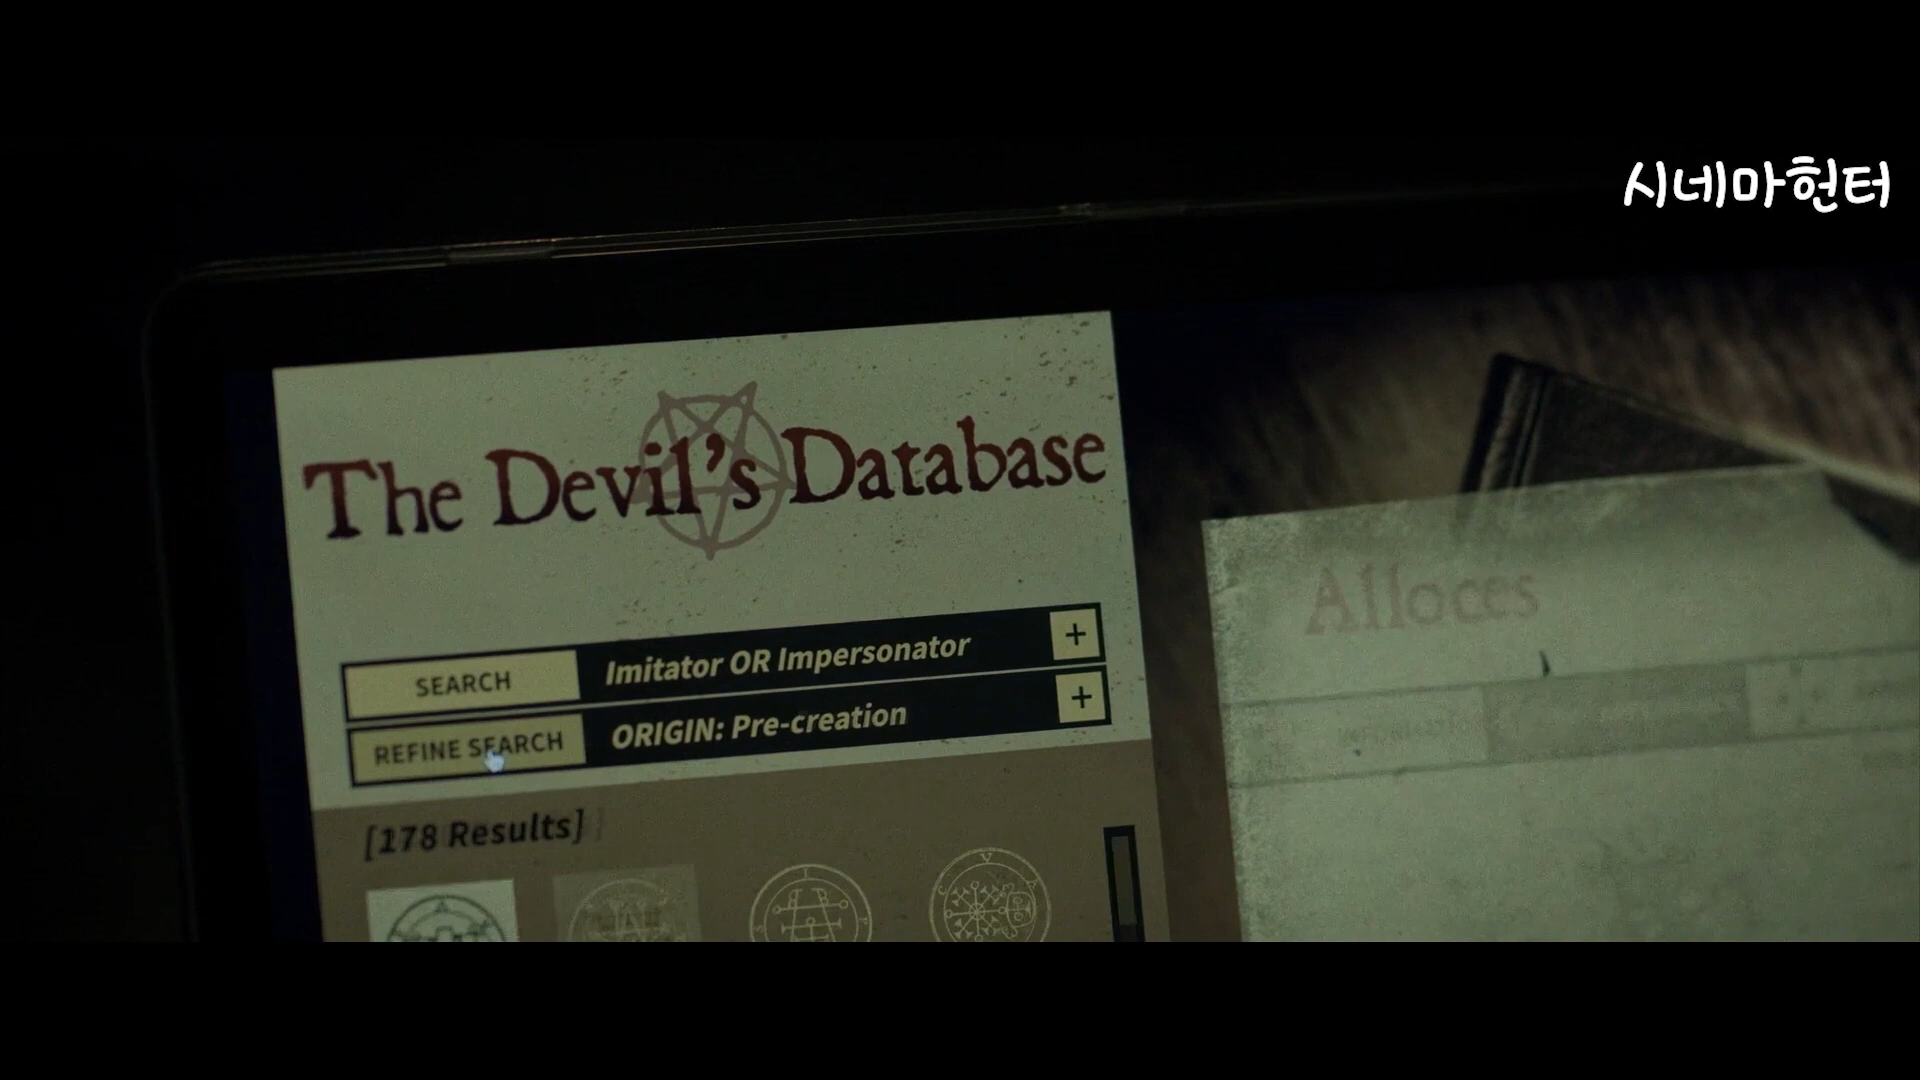 시네마헌터
The Devil's Database
Alloces
SEARCH
Imitator OR Impersonator
+
REFINE SEARCH
ORIGIN: Pre-creation
+
[178 Results]